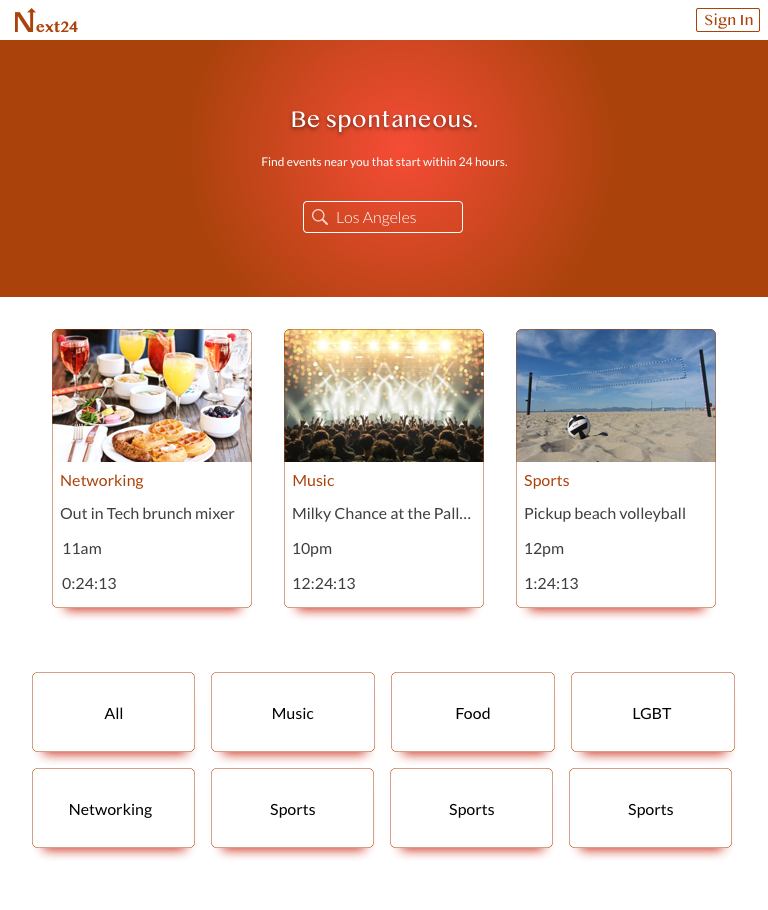 Next24
Sign In
Be spontaneous.
Find events near you that start within 24 hours.
Los Angeles
Networking
Out in Tech brunch mixer
11am
0:24:13
Music
Milky Chance at the Pall...
10pm
12:24:13
Sports
Pickup beach volleyball
12pm
1:24:13
All
Music
Food
LGBT
Networking
Sports
Sports
Sports